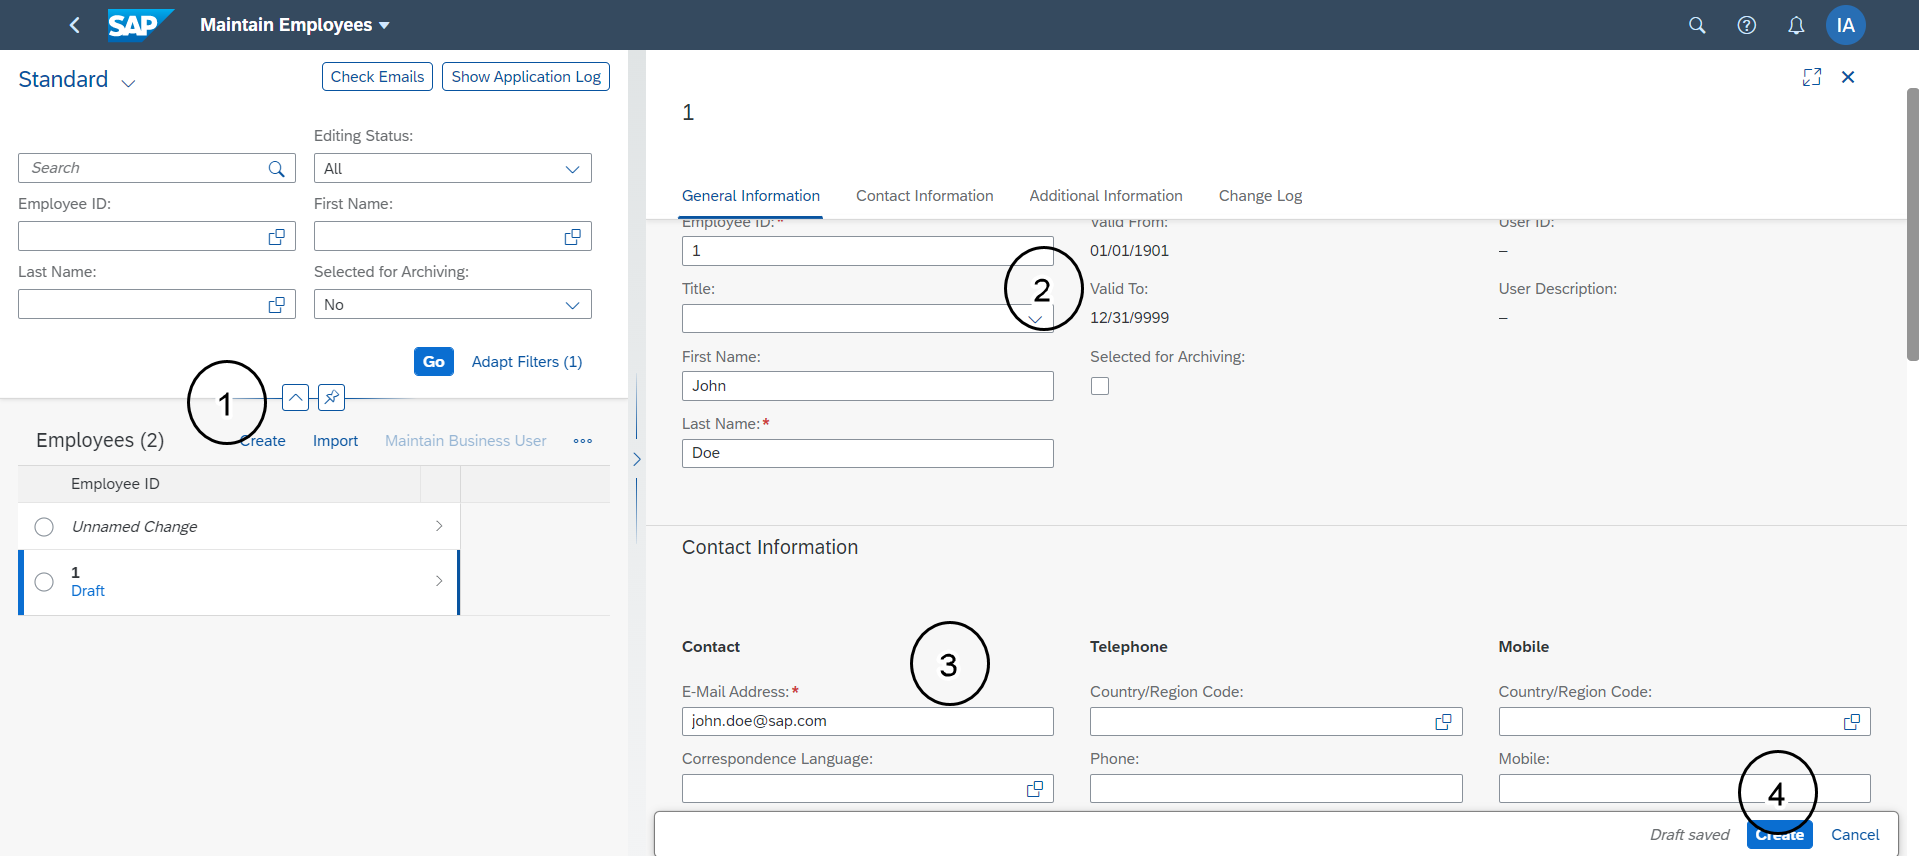 SAP Maintain Employees IA
Standard
Check Emails Show Application Log
Editing Status:
Search All
Employee ID: First Name:
Last Name: Selected for Archiving:
No
Go Adapt Filters (1)
1
Employees (2) Create Import Maintain Business User
Employee ID
Unnamed Change
1
Draft
1
General Information Contact Information Additional Information Change Log
Employee ID:* Valid From: User ID:
1 01/01/1901 –
2
Title: Valid To: User Description:
12/31/9999 –
First Name: Selected for Archiving:
John
Last Name:*
Doe
Contact Information
Contact Telephone Mobile
3
E-Mail Address:* Country/Region Code: Country/Region Code:
john.doe@sap.com
Correspondence Language: Phone: Mobile:
4
Draft saved Create Cancel